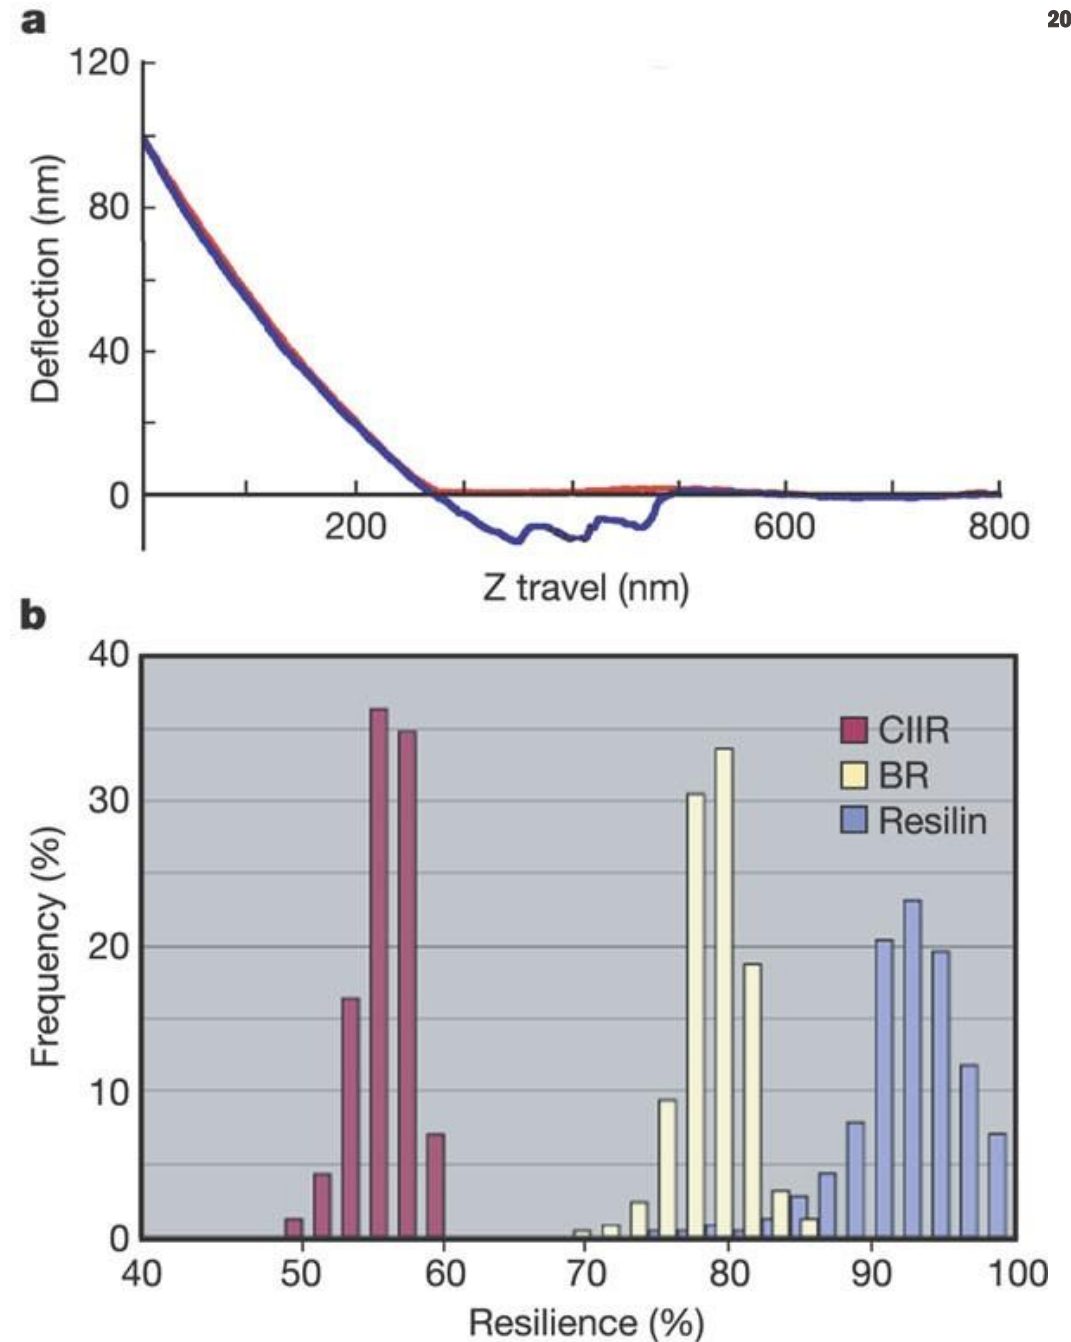 a
20
120
80
40
0
Deflection (nm)
200
600
800
Z travel (nm)
b
40
30
20
10
0
Frequency (%)
CIIR
BR
Resilin
40
50
60
70
80
90
100
Resilience (%)